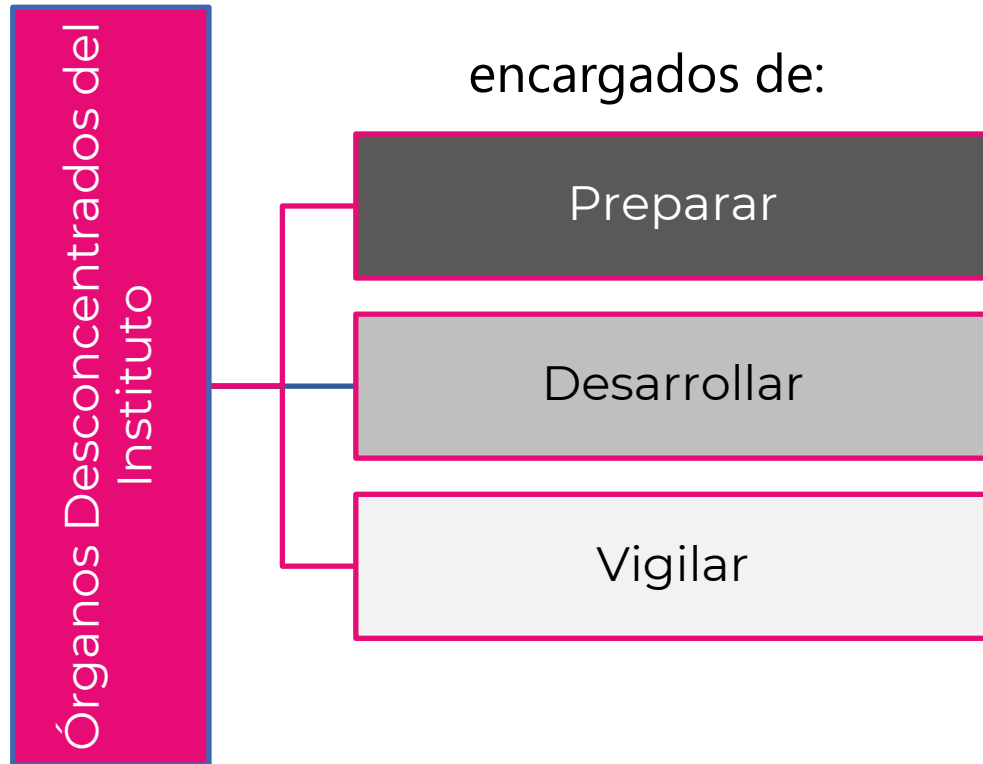 Órganos Desconcentrados del
Instituto
encargados de:
Preparar
Desarrollar
Vigilar